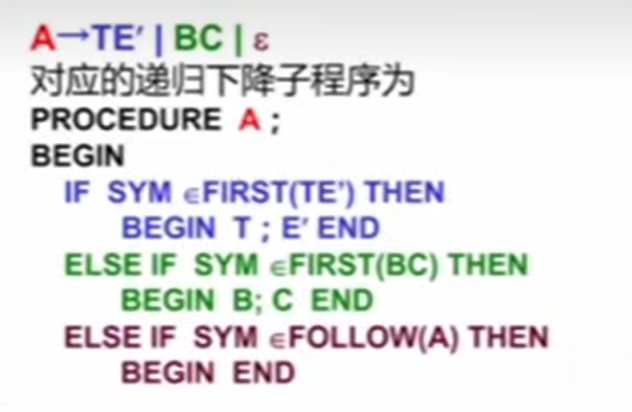 A→TE′ | BC | ε
对应的递归下降子程序为
PROCEDURE A ;
BEGIN
IF SYM ∈FIRST(TE’) THEN
BEGIN T ; E′ END
ELSE IF SYM ∈FIRST(BC) THEN
BEGIN B; C END
ELSE IF SYM ∈FOLLOW(A) THEN
BEGIN END